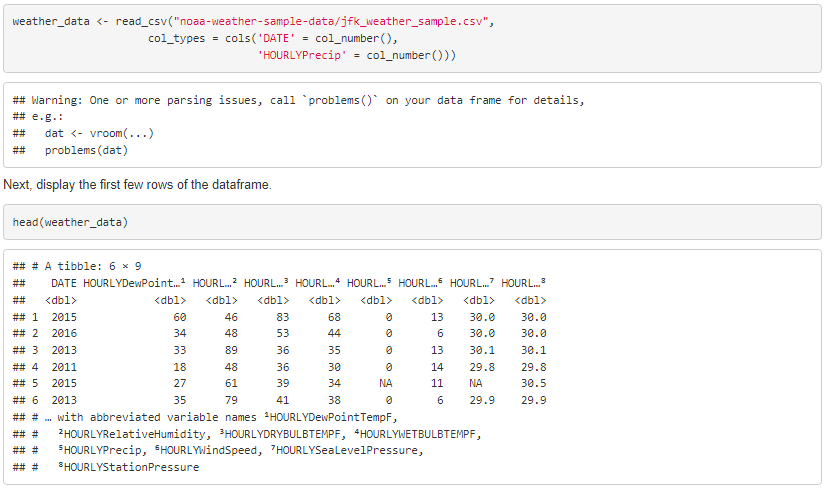 weather_data <- read_csv("noaa-weather-sample-data/jfk_weather_sample.csv",
                    col_types = cols('DATE' = col_number(),
                                     'HOURLYPrecip' = col_number()))
## Warning: One or more parsing issues, call `problems()` on your data frame for details,
## e.g.:
##   dat <- vroom(...)
##   problems(dat)
Next, display the first few rows of the dataframe.
head(weather_data)
## # A tibble: 6 × 9
##    DATE HOURLYDewPoint…¹ HOURL…² HOURL…³ HOURL…⁴ HOURL…⁵ HOURL…⁶ HOURL…⁷ HOURL…⁸
##   <dbl>            <dbl>   <dbl>   <dbl>   <dbl>   <dbl>   <dbl>   <dbl>   <dbl>
## 1  2015               60      46      83      68       0      13    30.0    30.0
## 2  2016               34      48      53      44       0       6    30.0    30.0
## 3  2013               33      89      36      35       0      13    30.1    30.1
## 4  2011               18      48      36      30       0      14    29.8    29.8
## 5  2015               27      61      39      34      NA      11    NA      30.5
## 6  2013               35      79      41      38       0       6    29.9    29.9
## # … with abbreviated variable names ¹HOURLYDewPointTempF,
## #   ²HOURLYRelativeHumidity, ³HOURLYDRYBULBTEMPF, ⁴HOURLYWETBULBTEMPF,
## #   ⁵HOURLYPrecip, ⁶HOURLYWindSpeed, ⁷HOURLYSeaLevelPressure,
## #   ⁸HOURLYStationPressure